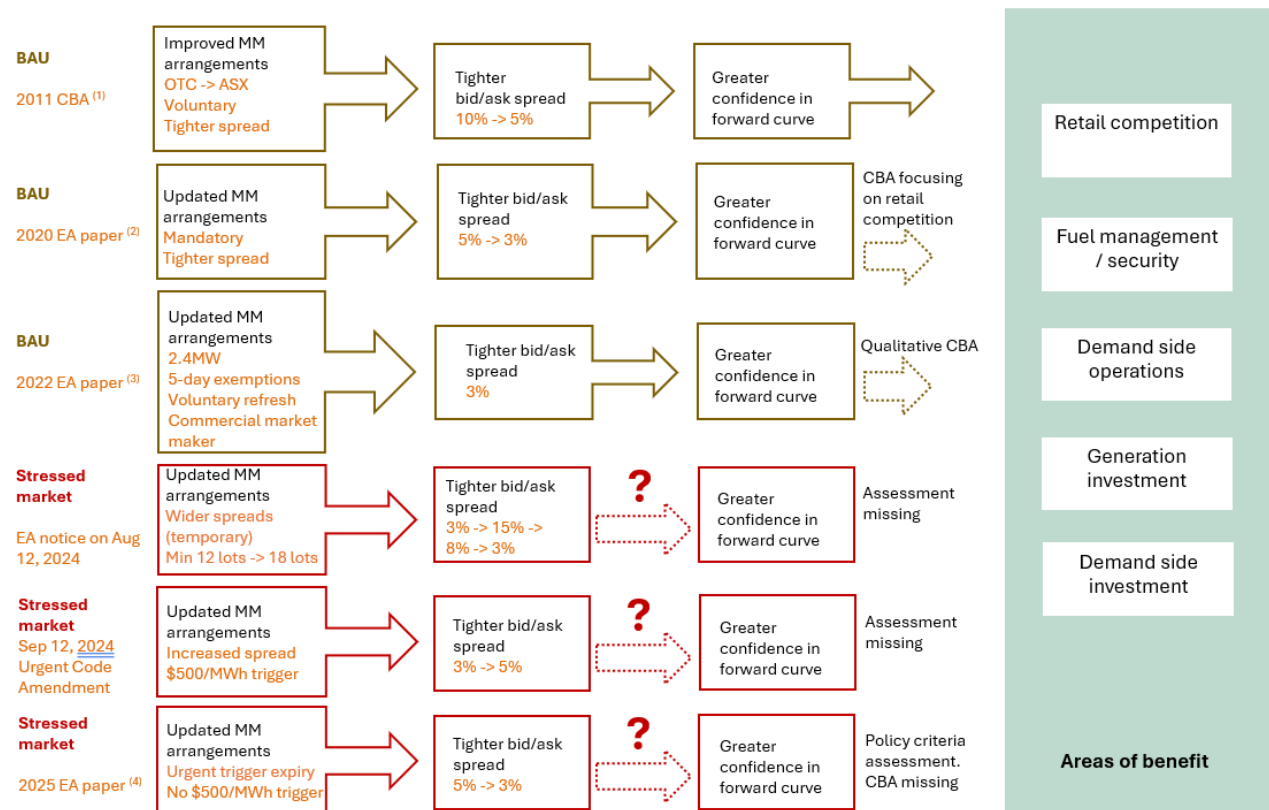 BAU
2011 CBA (1)
Improved MM
arrangements
OTC -> ASX
Voluntary
Tighter spread
Tighter
bid/ask spread
10% -> 5%
Greater
confidence in
forward curve
BAU
2020 EA paper (2)
Updated MM
arrangements
Mandatory
Tighter spread
Tighter bid/ask
spread
5% -> 3%
Greater
confidence in
forward curve
CBA focusing
on retail
competition
BAU
2022 EA paper (3)
Updated MM
arrangements
2.4MW
5-day exemptions
Voluntary refresh
Commercial market
maker
Tighter bid/ask
spread
3%
Greater
confidence in
forward curve
Qualitative CBA
Stressed
market
EA notice on Aug
12, 2024
Updated MM
arrangements
Wider spreads
(temporary)
Min 12 lots -> 18 lots
Tighter bid/ask
spread
3% -> 15% ->
8% -> 3%
?
Greater
confidence in
forward curve
Assessment
missing
Stressed
market
Sep 12, 2024
Urgent Code
Amendment
Updated MM
arrangements
Increased spread
$500/MWh trigger
Tighter bid/ask
spread
3% -> 5%
?
Greater
confidence in
forward curve
Assessment
missing
Stressed
market
2025 EA paper (4)
Updated MM
arrangements
Urgent trigger expiry
No $500/MWh trigger
Tighter bid/ask
spread
5% -> 3%
?
Greater
confidence in
forward curve
Policy criteria
assessment.
CBA missing
Retail competition
Fuel management
/ security
Demand side
operations
Generation
investment
Demand side
investment
Areas of benefit